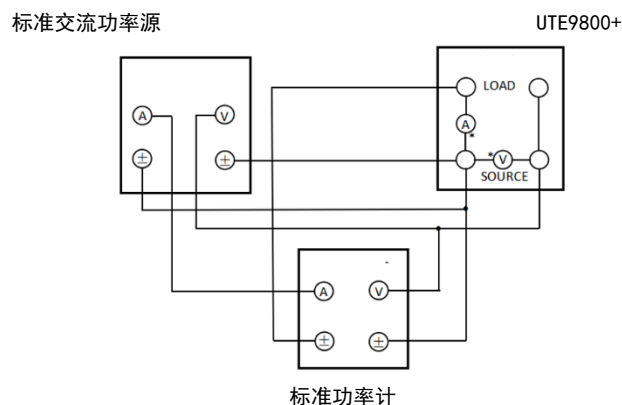 标准交流功率源
UTE9800+
LOAD
A
V
A
*
± ± * V
SOURCE
-
A V
± ±
标准功率计